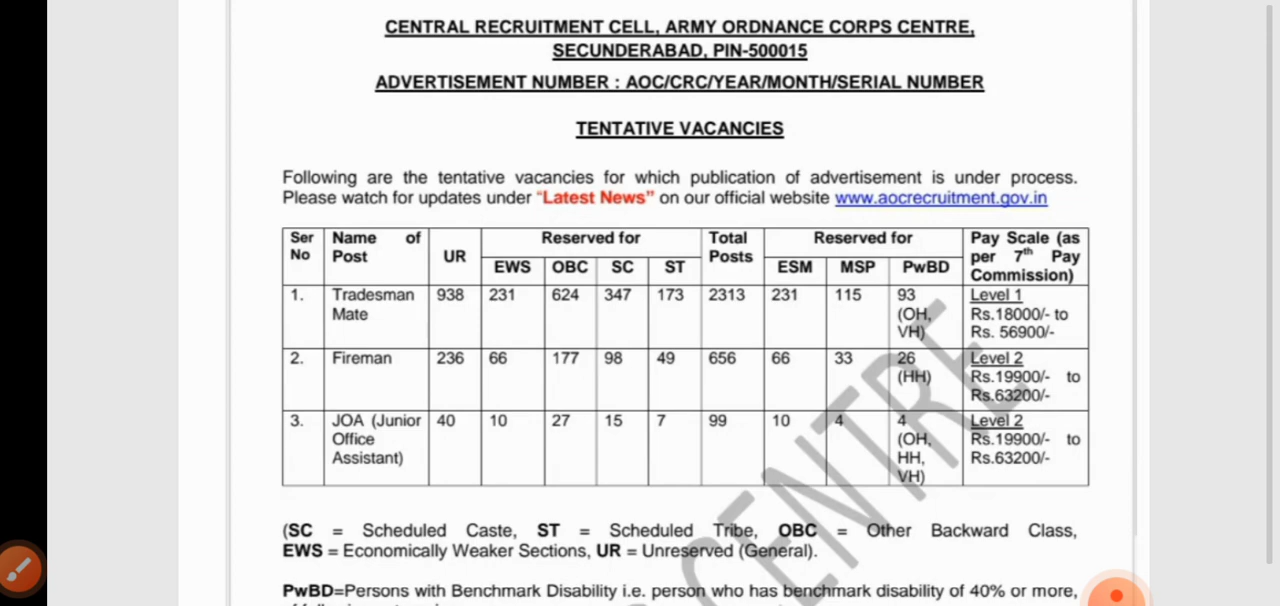 CENTRAL RECRUITMENT CELL, ARMY ORDNANCE CORPS CENTRE,
SECUNDERABAD, PIN-500015
ADVERTISEMENT NUMBER : AOC/CRC/YEAR/MONTH/SERIAL NUMBER
TENTATIVE VACANCIES
Following are the tentative vacancies for which publication of advertisement is under process.
Please watch for updates under "Latest News" on our official website www.aocrecruitment.gov.in
Ser No Name of Post UR Reserved for Total Posts Reserved for Pay Scale (as per 7th Pay Commission)
EWS OBC SC ST ESM MSP PwBD
1. Tradesman Mate 938 231 624 347 173 2313 231 115 93 (OH, VH) Level 1 Rs.18000/- to Rs. 56900/-
2. Fireman 236 66 177 98 49 656 66 33 26 (HH) Level 2 Rs.19900/- to Rs.63200/-
3. JOA (Junior Office Assistant) 40 10 27 15 7 99 10 4 4 (OH, HH, VH) Level 2 Rs.19900/- to Rs.63200/-
(SC = Scheduled Caste, ST = Scheduled Tribe, OBC = Other Backward Class,
EWS = Economically Weaker Sections, UR = Unreserved (General).
PwBD=Persons with Benchmark Disability i.e. person who has benchmark disability of 40% or more,
CENTRE